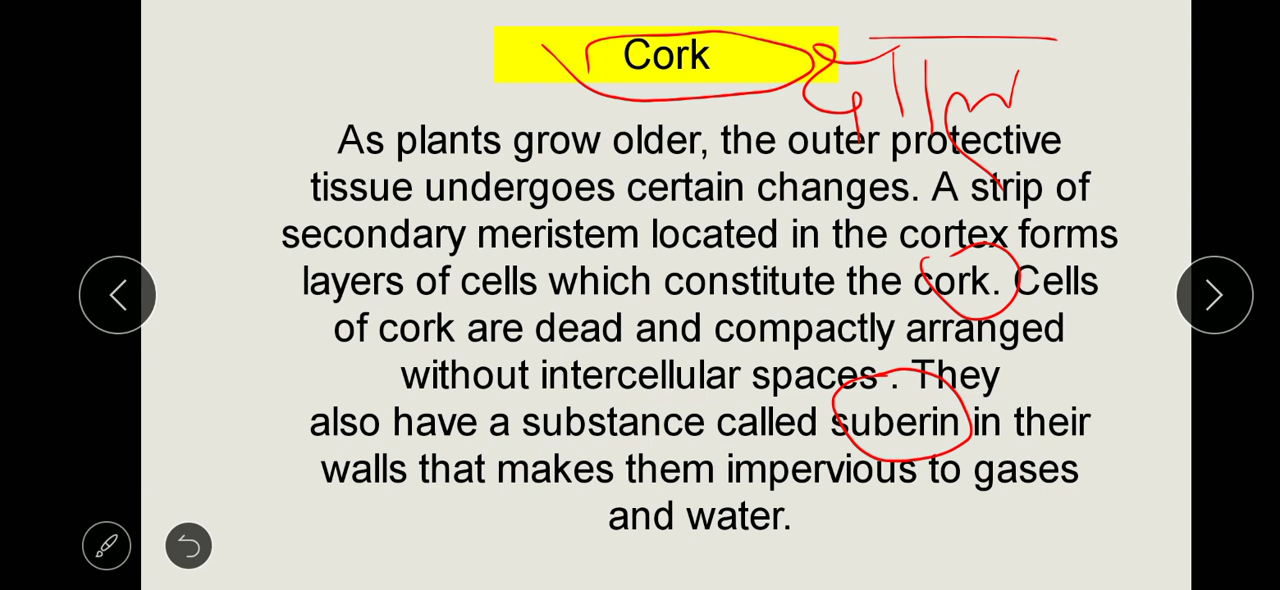 Cork
As plants grow older, the outer protective
tissue undergoes certain changes. A strip of
secondary meristem located in the cortex forms
layers of cells which constitute the cork. Cells
of cork are dead and compactly arranged
without intercellular spaces . They
also have a substance called suberin in their
walls that makes them impervious to gases
and water.